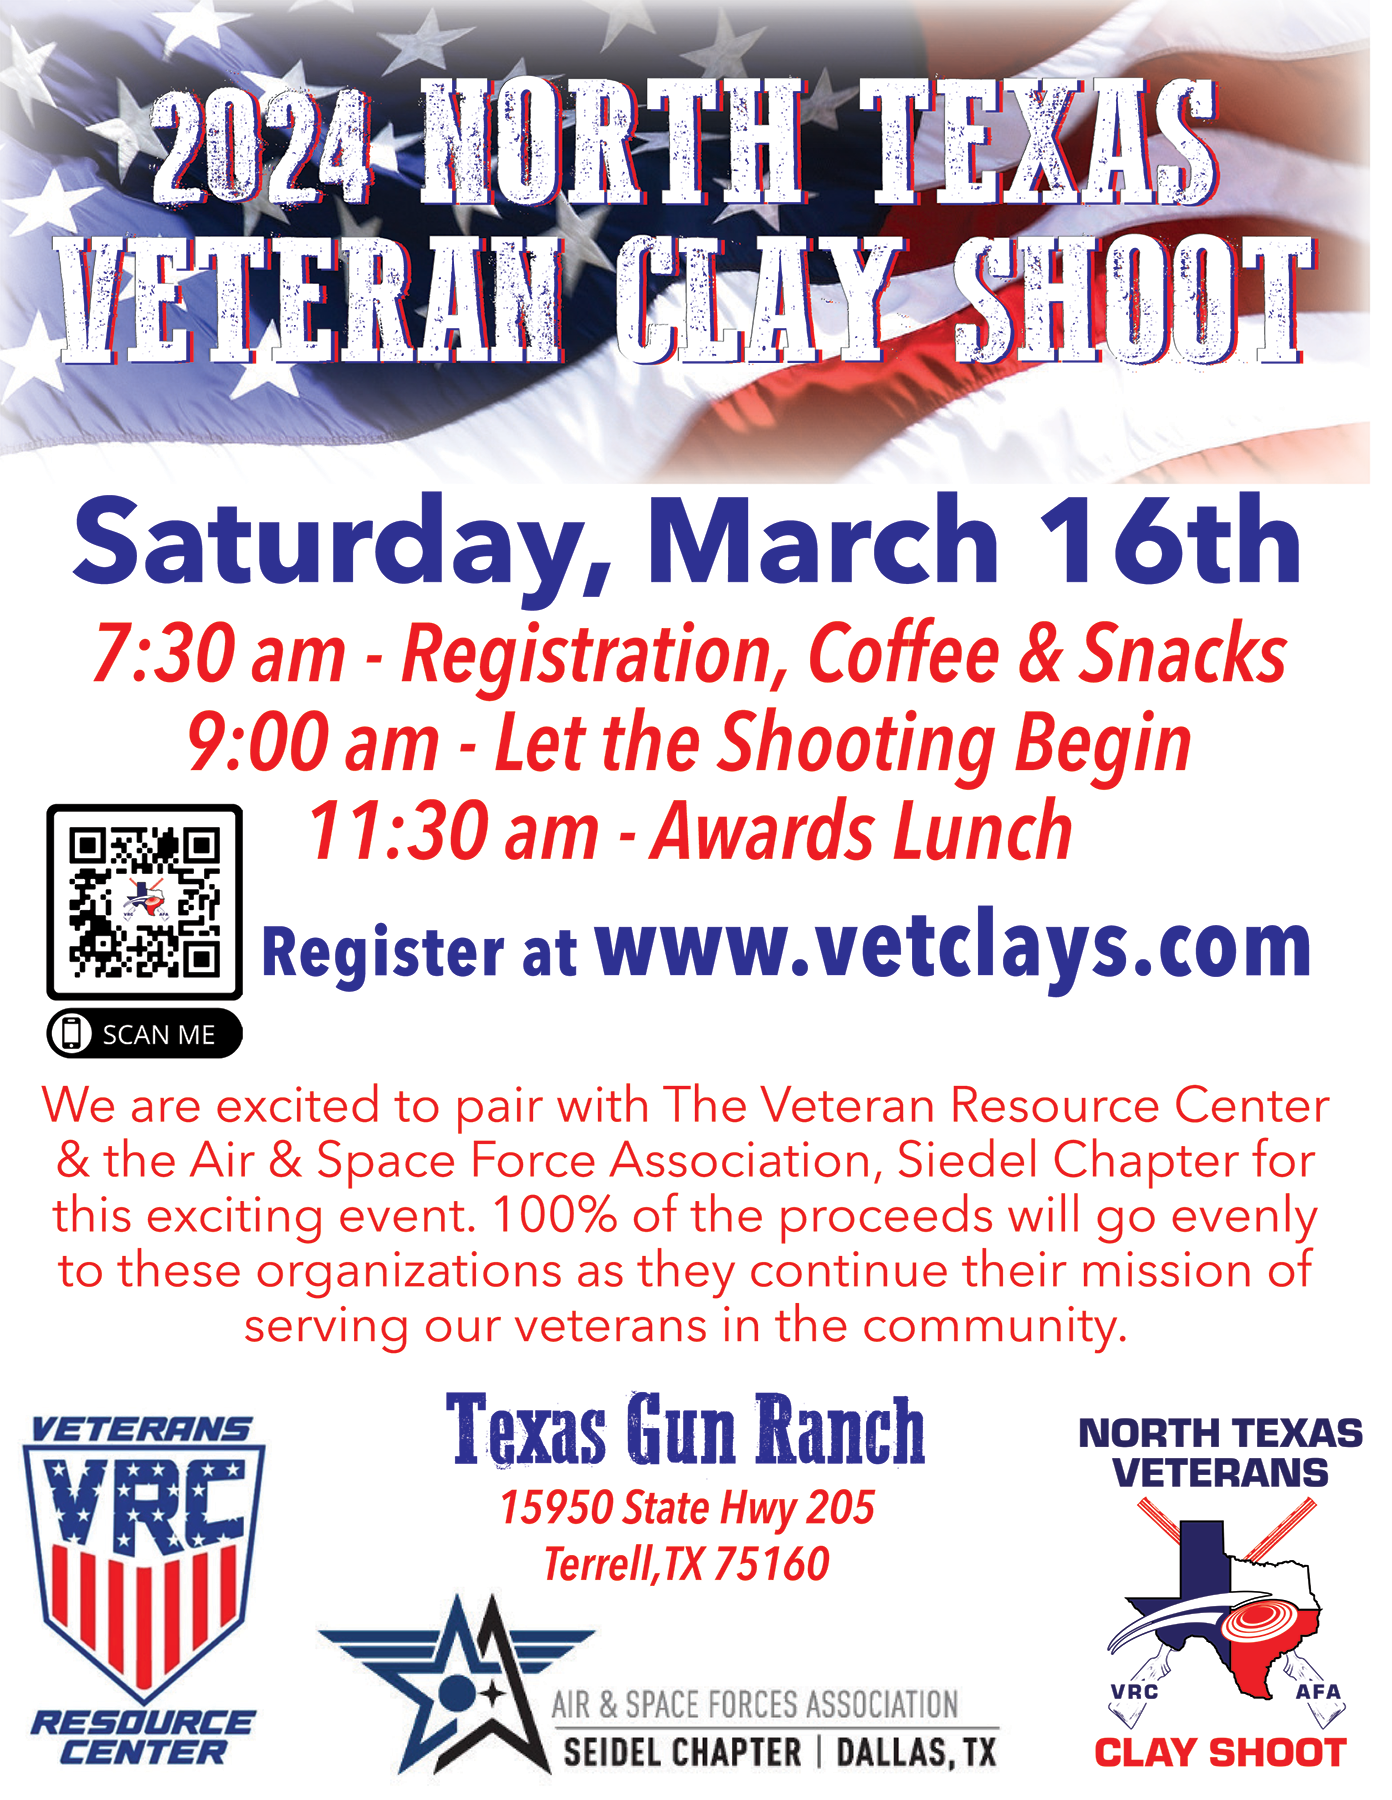 2024 NORTH TEXAS
VETERAN CLAY SHOOT
Saturday, March 16th
7:30 am - Registration, Coffee & Snacks
9:00 am - Let the Shooting Begin
11:30 am - Awards Lunch
VRC AFA
SCAN ME
Register at www.vetclays.com
We are excited to pair with The Veteran Resource Center
& the Air & Space Force Association, Siedel Chapter for
this exciting event. 100% of the proceeds will go evenly
to these organizations as they continue their mission of
serving our veterans in the community.
Texas Gun Ranch
15950 State Hwy 205
Terrell,TX 75160
VETERANS
VRC
RESOURCE
CENTER
AIR & SPACE FORCES ASSOCIATION
SEIDEL CHAPTER | DALLAS, TX
NORTH TEXAS
VETERANS
VRC AFA
CLAY SHOOT